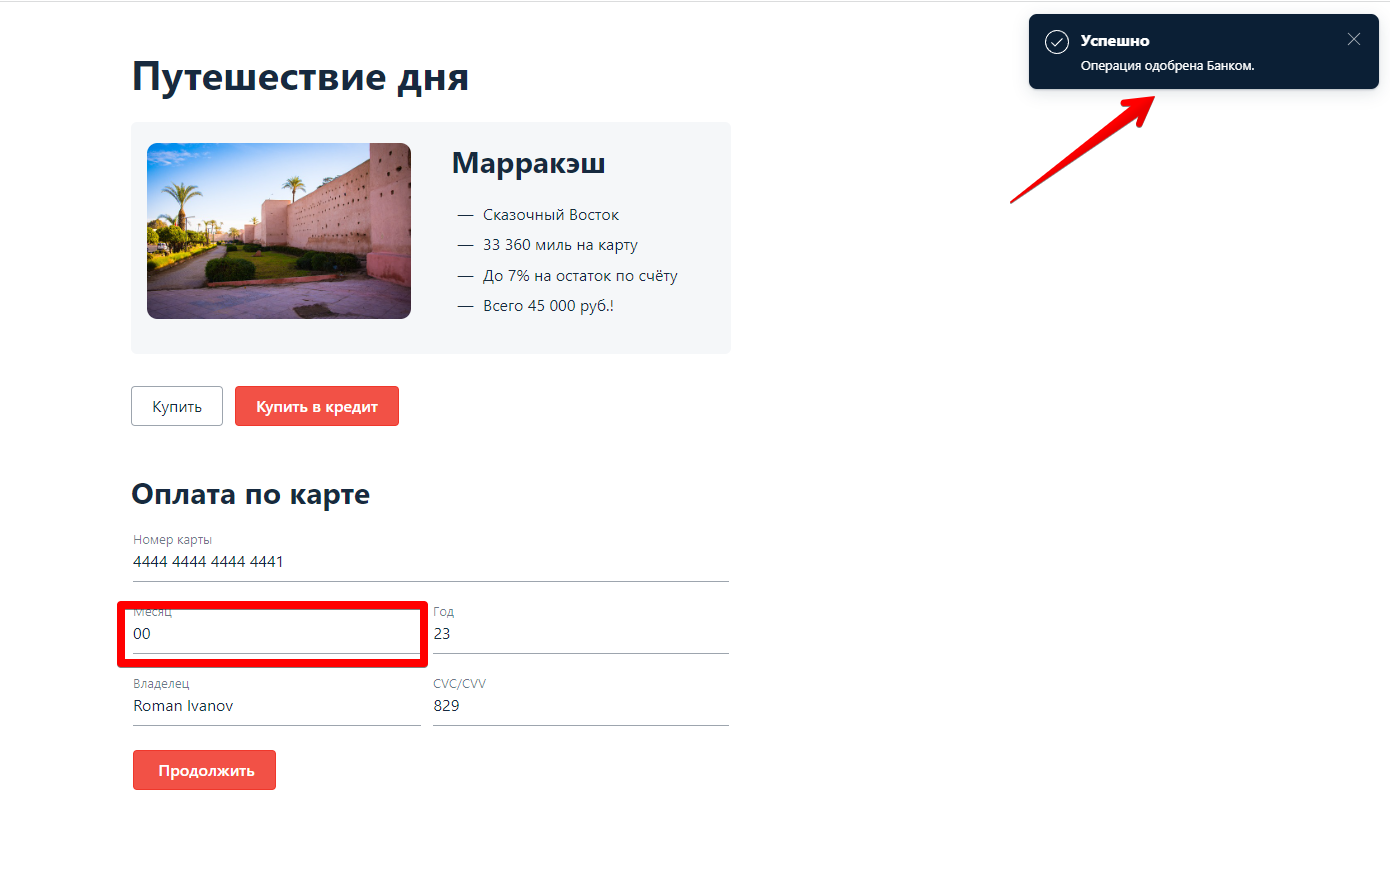 Успешно
Операция одобрена Банком.
Путешествие дня
Марракэш
— Сказочный Восток
— 33 360 миль на карту
— До 7% на остаток по счёту
— Всего 45 000 руб.!
Купить
Купить в кредит
Оплата по карте
Номер карты
4444 4444 4444 4441
Месяц
Год
00
23
Владелец
CVC/CVV
Roman Ivanov
829
Продолжить